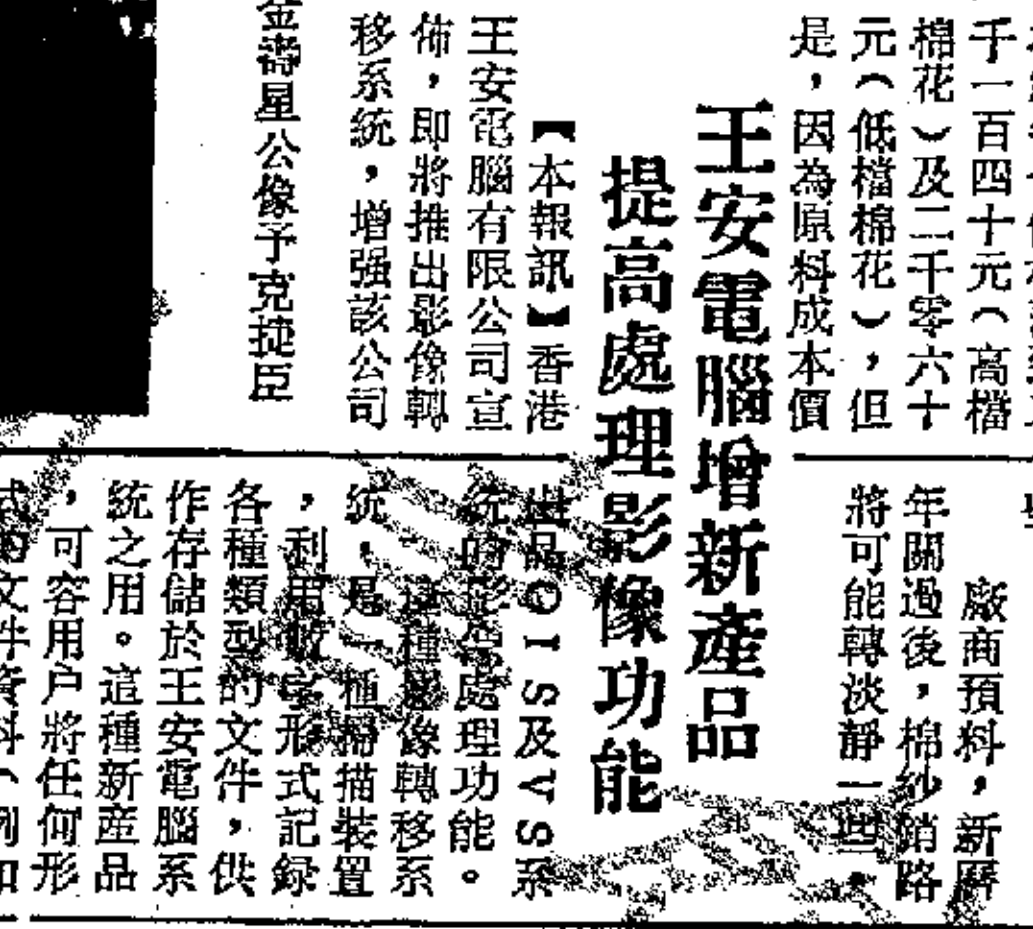 千一百四十元（高檔
棉花）及二千零六十
元（低檔棉花），但
是，因為原料成本價
廠商預料，新曆
年關過後，棉紗銷路
將可能轉淡靜一些。
王安電腦增新產品
提高處理影像功能
【本報訊】香港
王安電腦有限公司宣
佈，即將推出影像轉
移系統，增强該公司
出品OIS及VS系
統的影像處理功能。
這種影像轉移系
統，是一種掃描裝置
，利用數字形式記録
各種類型的文件，供
作存儲於王安電腦系
統之用。這種新產品
，可容用户將任何形
式的文件資料（例如
金壽星公像予克捷臣